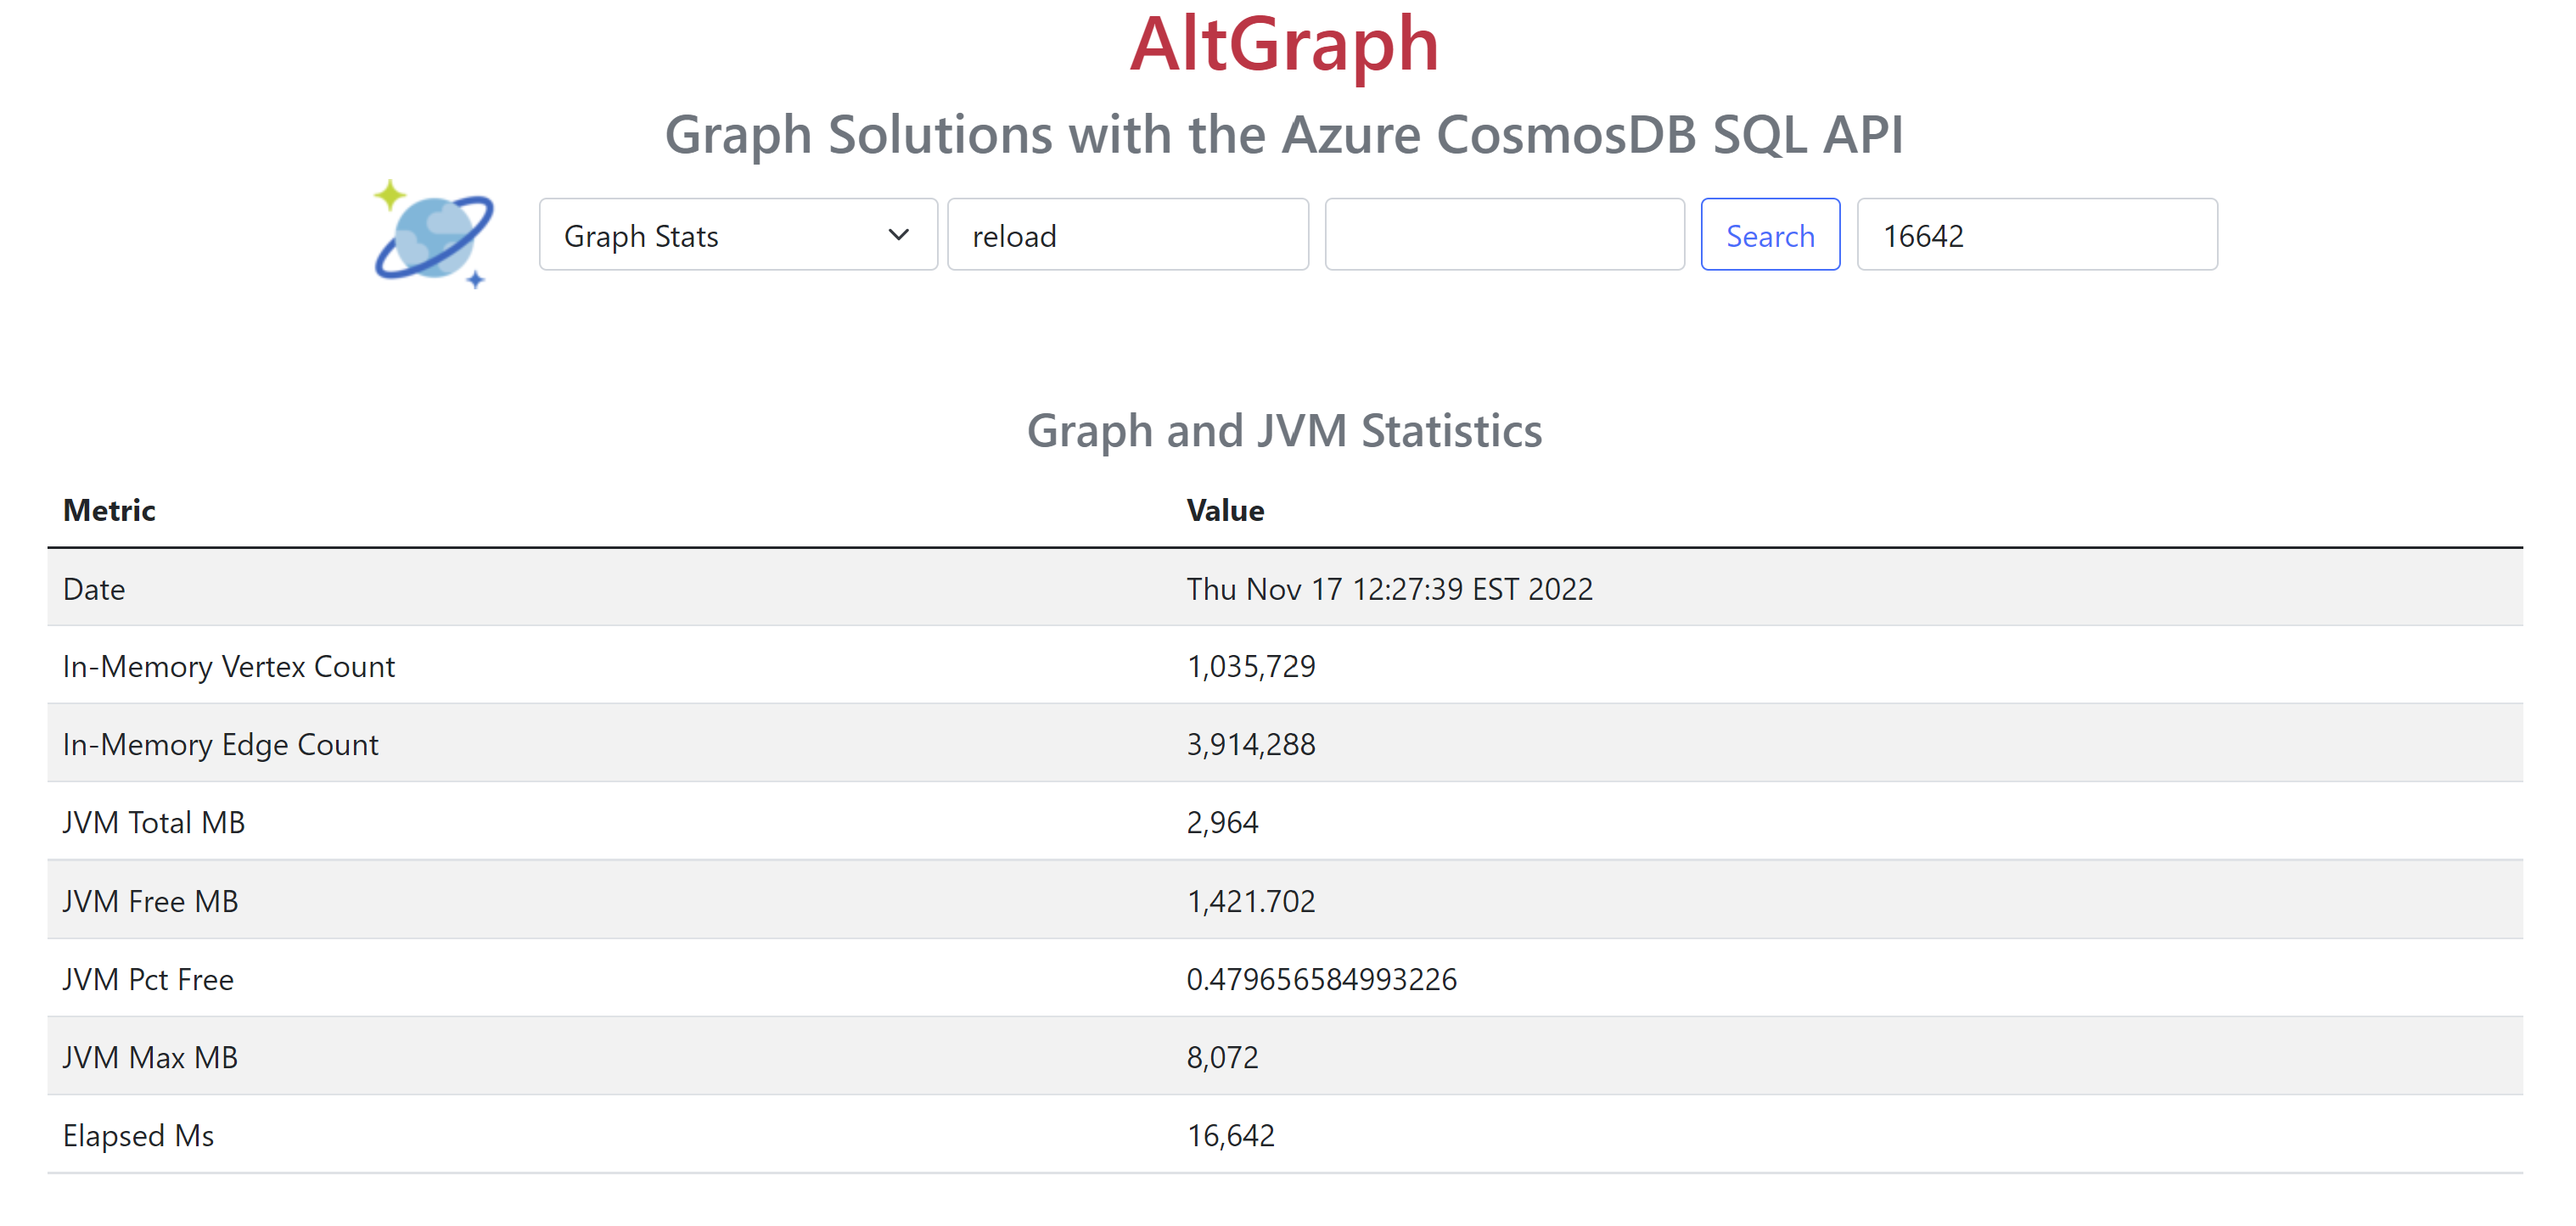 AltGraph
Graph Solutions with the Azure CosmosDB SQL API
Graph Stats reload Search 16642
Graph and JVM Statistics
Metric Value
Date Thu Nov 17 12:27:39 EST 2022
In-Memory Vertex Count 1,035,729
In-Memory Edge Count 3,914,288
JVM Total MB 2,964
JVM Free MB 1,421.702
JVM Pct Free 0.479656584993226
JVM Max MB 8,072
Elapsed Ms 16,642